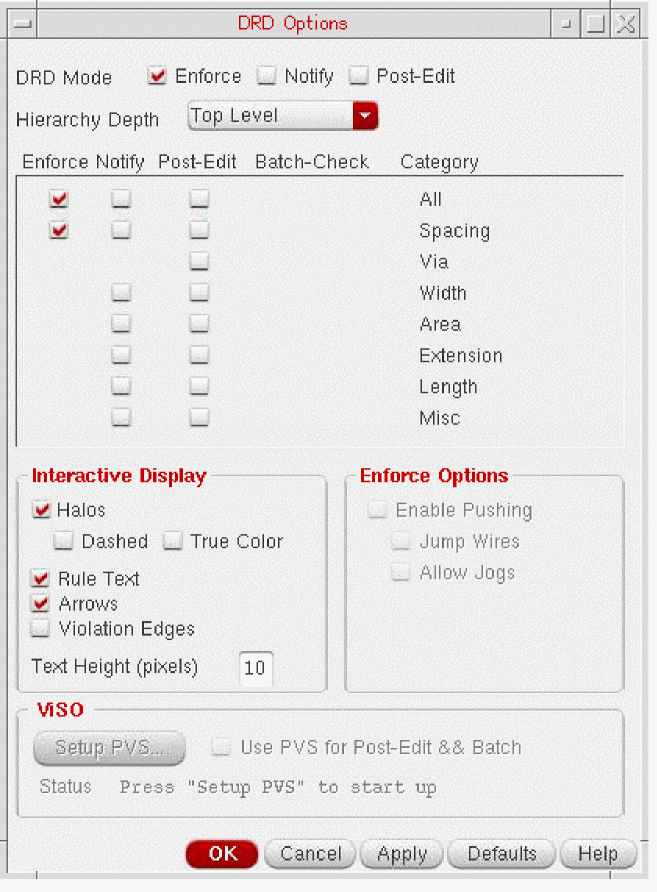 DRD Options
DRD Mode Enforce Notify Post-Edit
Hierarchy Depth Top Level
Enforce Notify Post-Edit Batch-Check Category
All
Spacing
Via
Width
Area
Extension
Length
Misc
Interactive Display
Halos
Dashed True Color
Rule Text
Arrows
Violation Edges
Text Height (pixels) 10
Enforce Options
Enable Pushing
Jump Wires
Allow Jogs
ViSO
Setup PVS... Use PVS for Post-Edit && Batch
Status Press "Setup PVS" to start up
OK Cancel Apply Defaults Help